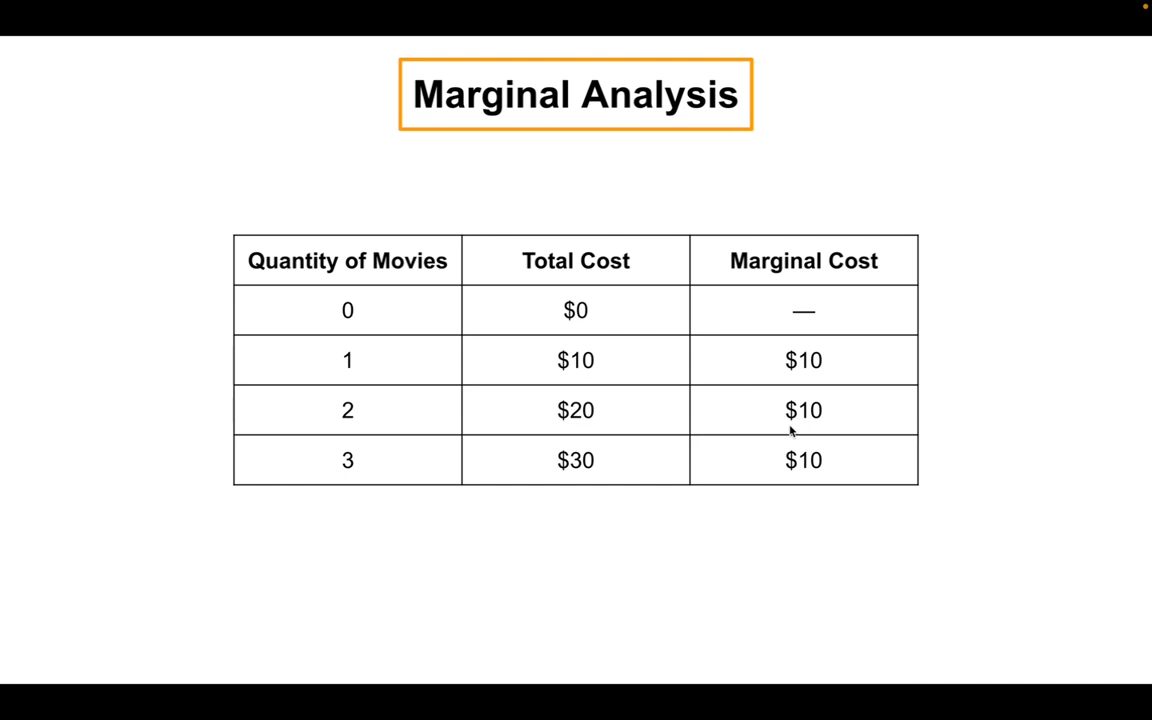 Marginal Analysis
Quantity of Movies Total Cost Marginal Cost
0 $0 —
1 $10 $10
2 $20 $10
3 $30 $10